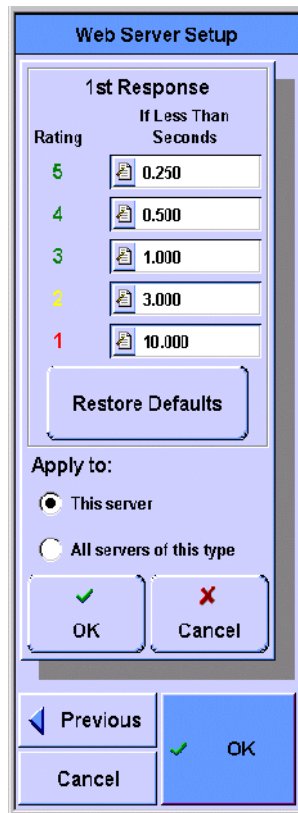 Web Server Setup
1st Response
If Less Than
Rating Seconds
5 0.250
4 0.500
3 1.000
2 3.000
1 10.000
Restore Defaults
Apply to:
This server
All servers of this type
OK Cancel
Previous
OK
Cancel